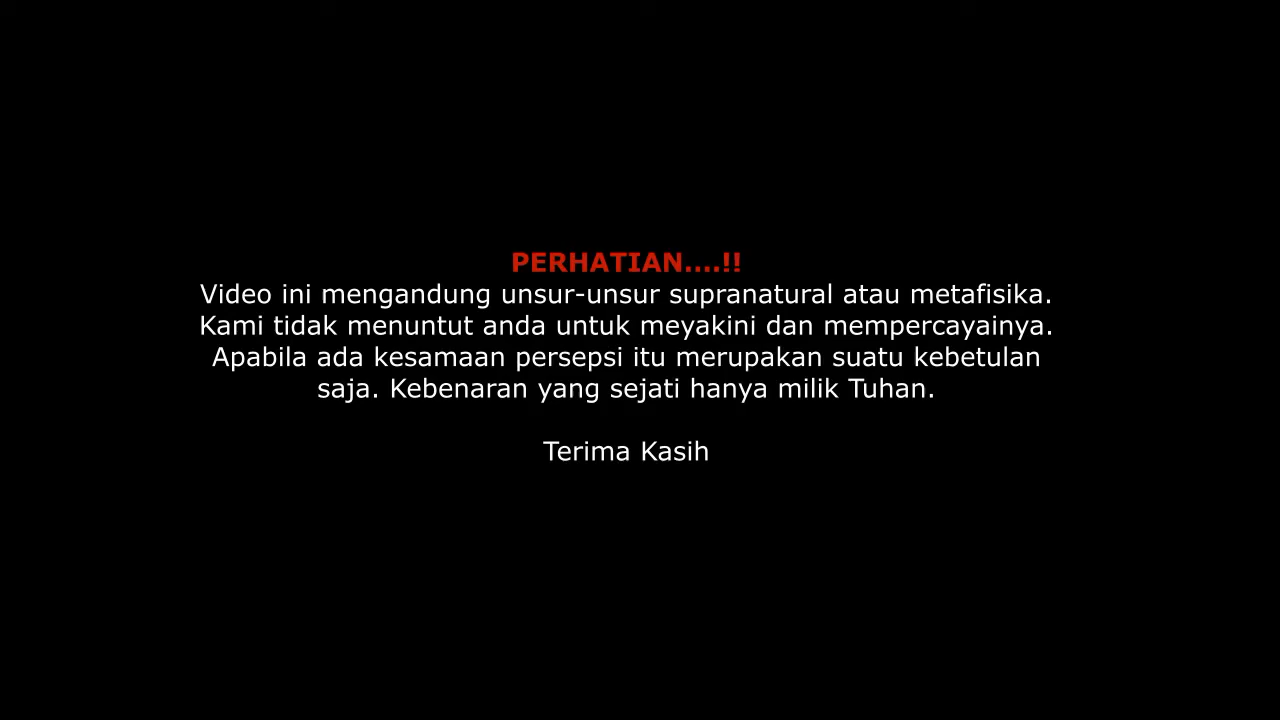 PERHATIAN....!!
Video ini mengandung unsur-unsur supranatural atau metafisika.
Kami tidak menuntut anda untuk meyakini dan mempercayainya.
Apabila ada kesamaan persepsi itu merupakan suatu kebetulan
saja. Kebenaran yang sejati hanya milik Tuhan.
Terima Kasih